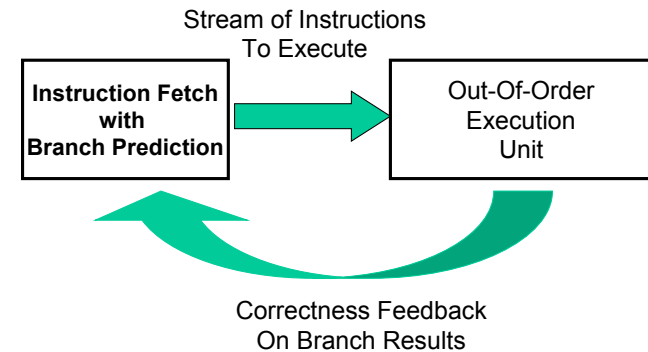 Stream of Instructions
To Execute
Instruction Fetch
with
Branch Prediction
Out-Of-Order
Execution
Unit
Correctness Feedback
On Branch Results